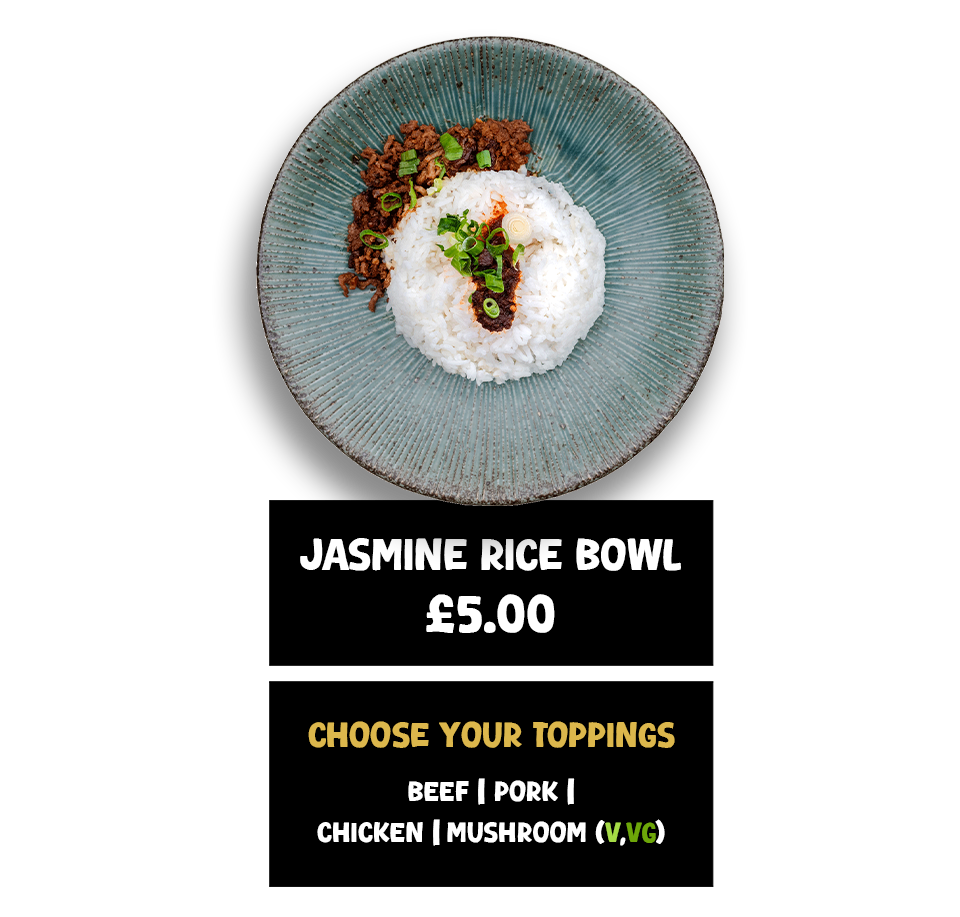 JASMINE RICE BOWL
£5.00
CHOOSE YOUR TOPPINGS
BEEF | PORK |
CHICKEN | MUSHROOM (V,VG)